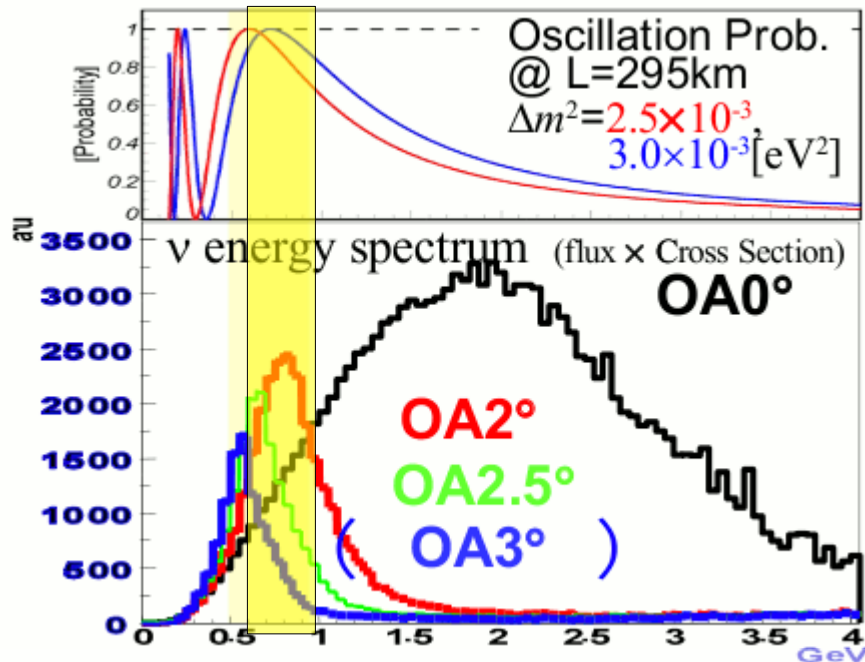 1
0.8
0.6
0.4
0.2
0
[Probability]
Oscillation Prob.
@ L=295km
Δm²=2.5×10⁻³,
3.0×10⁻³[eV²]
a.u
ν energy spectrum (flux × Cross Section)
OA0°
OA2°
OA2.5°
( OA3° )
3500
3000
2500
2000
1500
1000
500
0
0 0.5 1 1.5 2 2.5 3 3.5 4
GeV